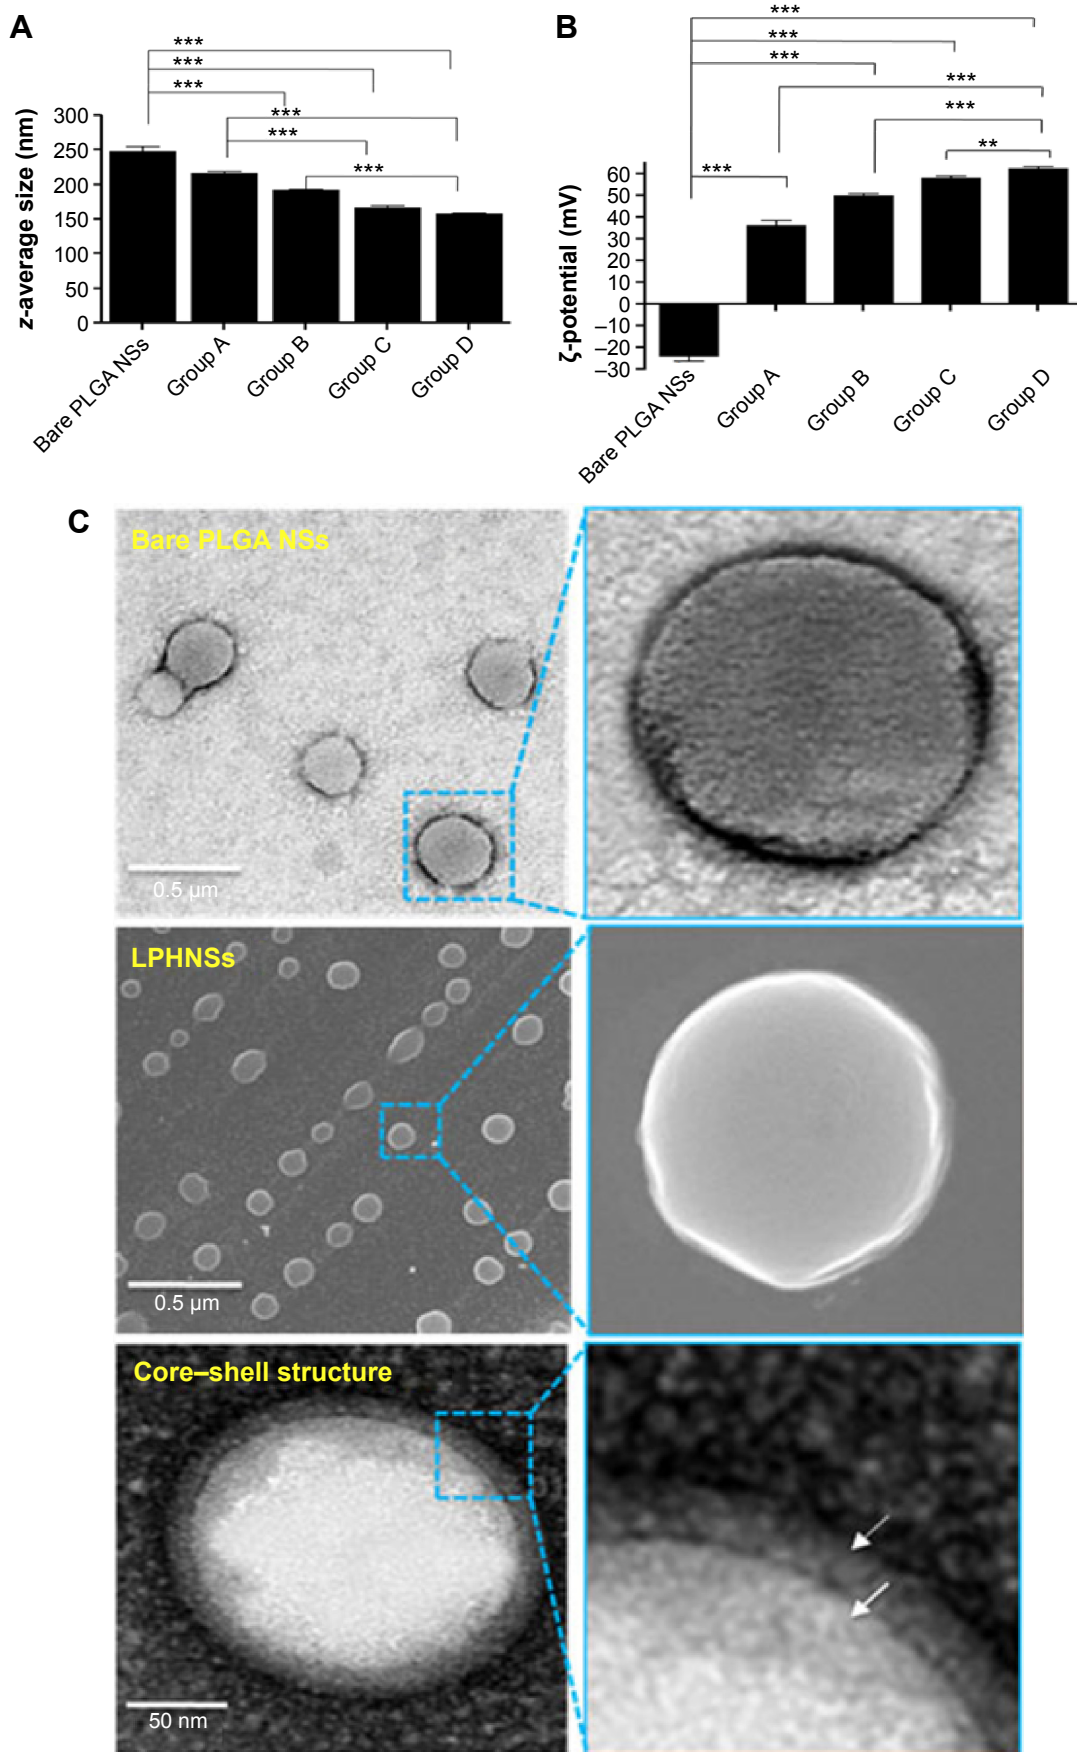 A
***
***
***
***
***
***
z-average size (nm)
300
250
200
150
100
50
0
Bare PLGA NSs
Group A
Group B
Group C
Group D
B
***
***
***
***
***
**
***
ζ-potential (mV)
60
50
40
30
20
10
0
–10
–20
–30
Bare PLGA NSs
Group A
Group B
Group C
Group D
C
Bare PLGA NSs
0.5 µm
LPHNSs
0.5 µm
Core–shell structure
50 nm